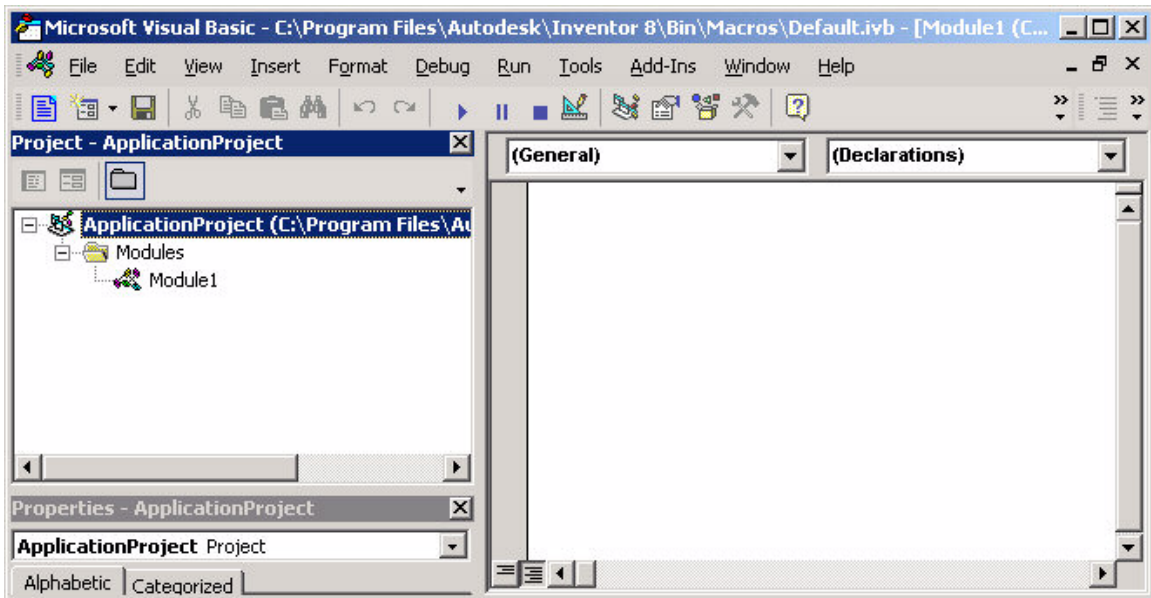 Microsoft Visual Basic - C:\Program Files\Autodesk\Inventor 8\Bin\Macros\Default.ivb - [Module1 (C...
File Edit View Insert Format Debug Run Tools Add-Ins Window Help
Project - ApplicationProject
(General) (Declarations)
ApplicationProject (C:\Program Files\Au
Modules
Module1
Properties - ApplicationProject
ApplicationProject Project
Alphabetic Categorized